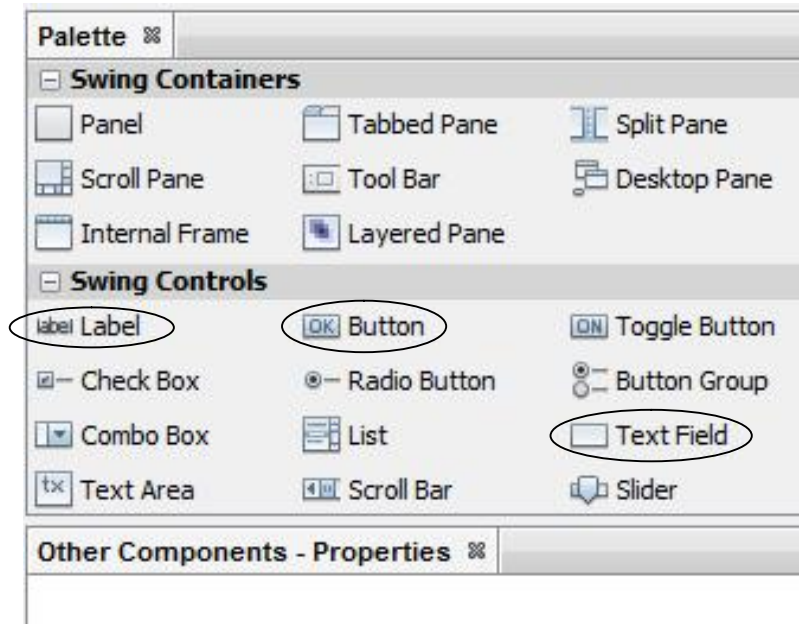 Palette
Swing Containers
Panel Tabbed Pane Split Pane
Scroll Pane Tool Bar Desktop Pane
Internal Frame Layered Pane
Swing Controls
label Label OK Button ON Toggle Button
Check Box Radio Button Button Group
Combo Box List Text Field
tx Text Area Scroll Bar Slider
Other Components - Properties